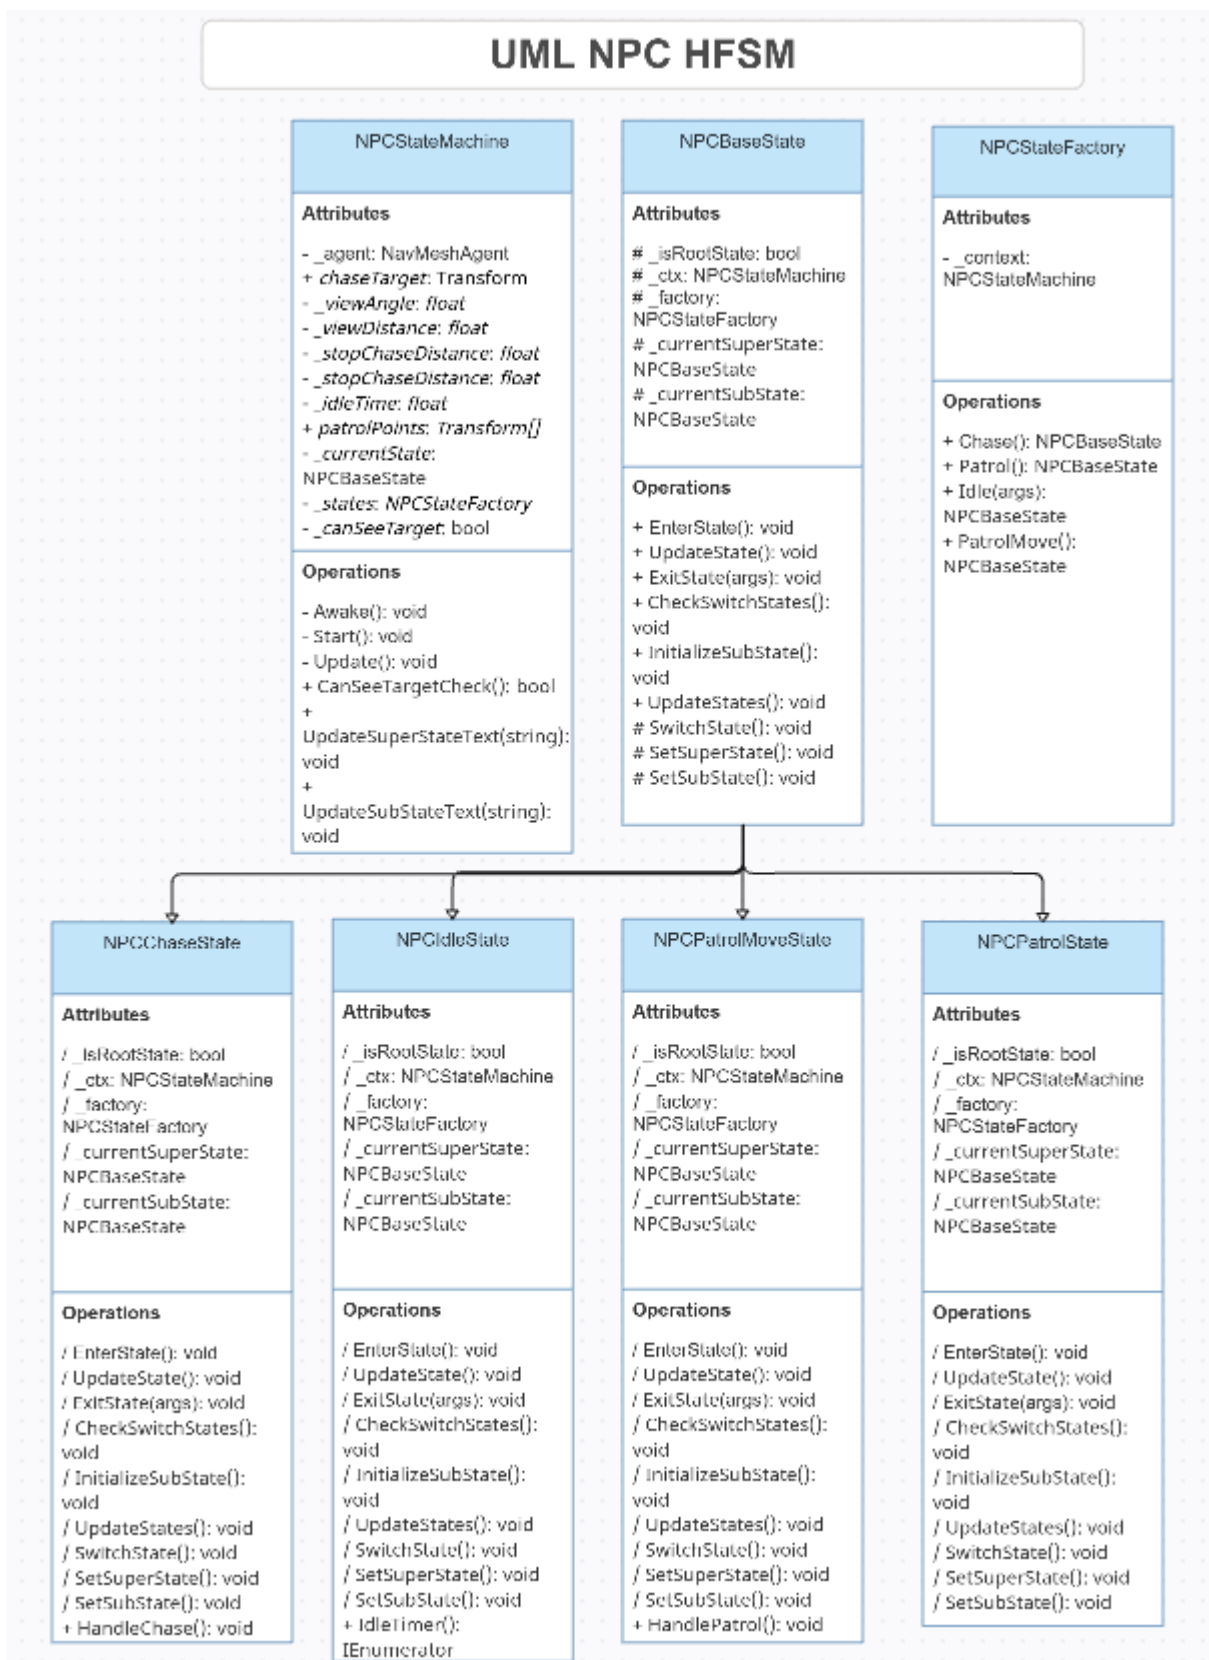 UML NPC HFSM
NPCStateMachine
Attributes
- _agent: NavMeshAgent
+ chaseTarget: Transform
- _viewAngle: float
- _viewDistance: float
- _stopChaseDistance: float
- _stopChaseDistance: float
- _idleTime: float
+ patrolPoints: Transform[]
- _currentState:
NPCBaseState
- _states: NPCStateFactory
- _canSeeTarget: bool
Operations
- Awake(): void
- Start(): void
- Update(): void
+ CanSeeTargetCheck(): bool
+
UpdateSuperStateText(string):
void
+
UpdateSubStateText(string):
void
NPCBaseState
Attributes
# _isRootState: bool
# _ctx: NPCStateMachine
# _factory:
NPCStateFactory
# _currentSuperState:
NPCBaseState
# _currentSubState:
NPCBaseState
Operations
+ EnterState(): void
+ UpdateState(): void
+ ExitState(args): void
+ CheckSwitchStates():
void
+ InitializeSubState():
void
+ UpdateStates(): void
# SwitchState(): void
# SetSuperState(): void
# SetSubState(): void
NPCStateFactory
Attributes
- _context:
NPCStateMachine
Operations
+ Chase(): NPCBaseState
+ Patrol(): NPCBaseState
+ Idle(args):
NPCBaseState
+ PatrolMove():
NPCBaseState
NPCChaseState
Attributes
/ _isRootState: bool
/ _ctx: NPCStateMachine
/ _factory:
NPCStateFactory
/ _currentSuperState:
NPCBaseState
/ _currentSubState:
NPCBaseState
Operations
/ EnterState(): void
/ UpdateState(): void
/ ExitState(args): void
/ CheckSwitchStates():
void
/ InitializeSubState():
void
/ UpdateStates(): void
/ SwitchState(): void
/ SetSuperState(): void
/ SetSubState(): void
+ HandleChase(): void
NPCIdleState
Attributes
/ _isRootState: bool
/ _ctx: NPCStateMachine
/ _factory:
NPCStateFactory
/ _currentSuperState:
NPCBaseState
/ _currentSubState:
NPCBaseState
Operations
/ EnterState(): void
/ UpdateState(): void
/ ExitState(args): void
/ CheckSwitchStates():
void
/ InitializeSubState():
void
/ UpdateStates(): void
/ SwitchState(): void
/ SetSuperState(): void
/ SetSubState(): void
+ IdleTimer():
IEnumerator
NPCPatrolMoveState
Attributes
/ _isRootState: bool
/ _ctx: NPCStateMachine
/ _factory:
NPCStateFactory
/ _currentSuperState:
NPCBaseState
/ _currentSubState:
NPCBaseState
Operations
/ EnterState(): void
/ UpdateState(): void
/ ExitState(args): void
/ CheckSwitchStates():
void
/ InitializeSubState():
void
/ UpdateStates(): void
/ SwitchState(): void
/ SetSuperState(): void
/ SetSubState(): void
+ HandlePatrol(): void
NPCPatrolState
Attributes
/ _isRootState: bool
/ _ctx: NPCStateMachine
/ _factory:
NPCStateFactory
/ _currentSuperState:
NPCBaseState
/ _currentSubState:
NPCBaseState
Operations
/ EnterState(): void
/ UpdateState(): void
/ ExitState(args): void
/ CheckSwitchStates():
void
/ InitializeSubState():
void
/ UpdateStates(): void
/ SwitchState(): void
/ SetSuperState(): void
/ SetSubState(): void